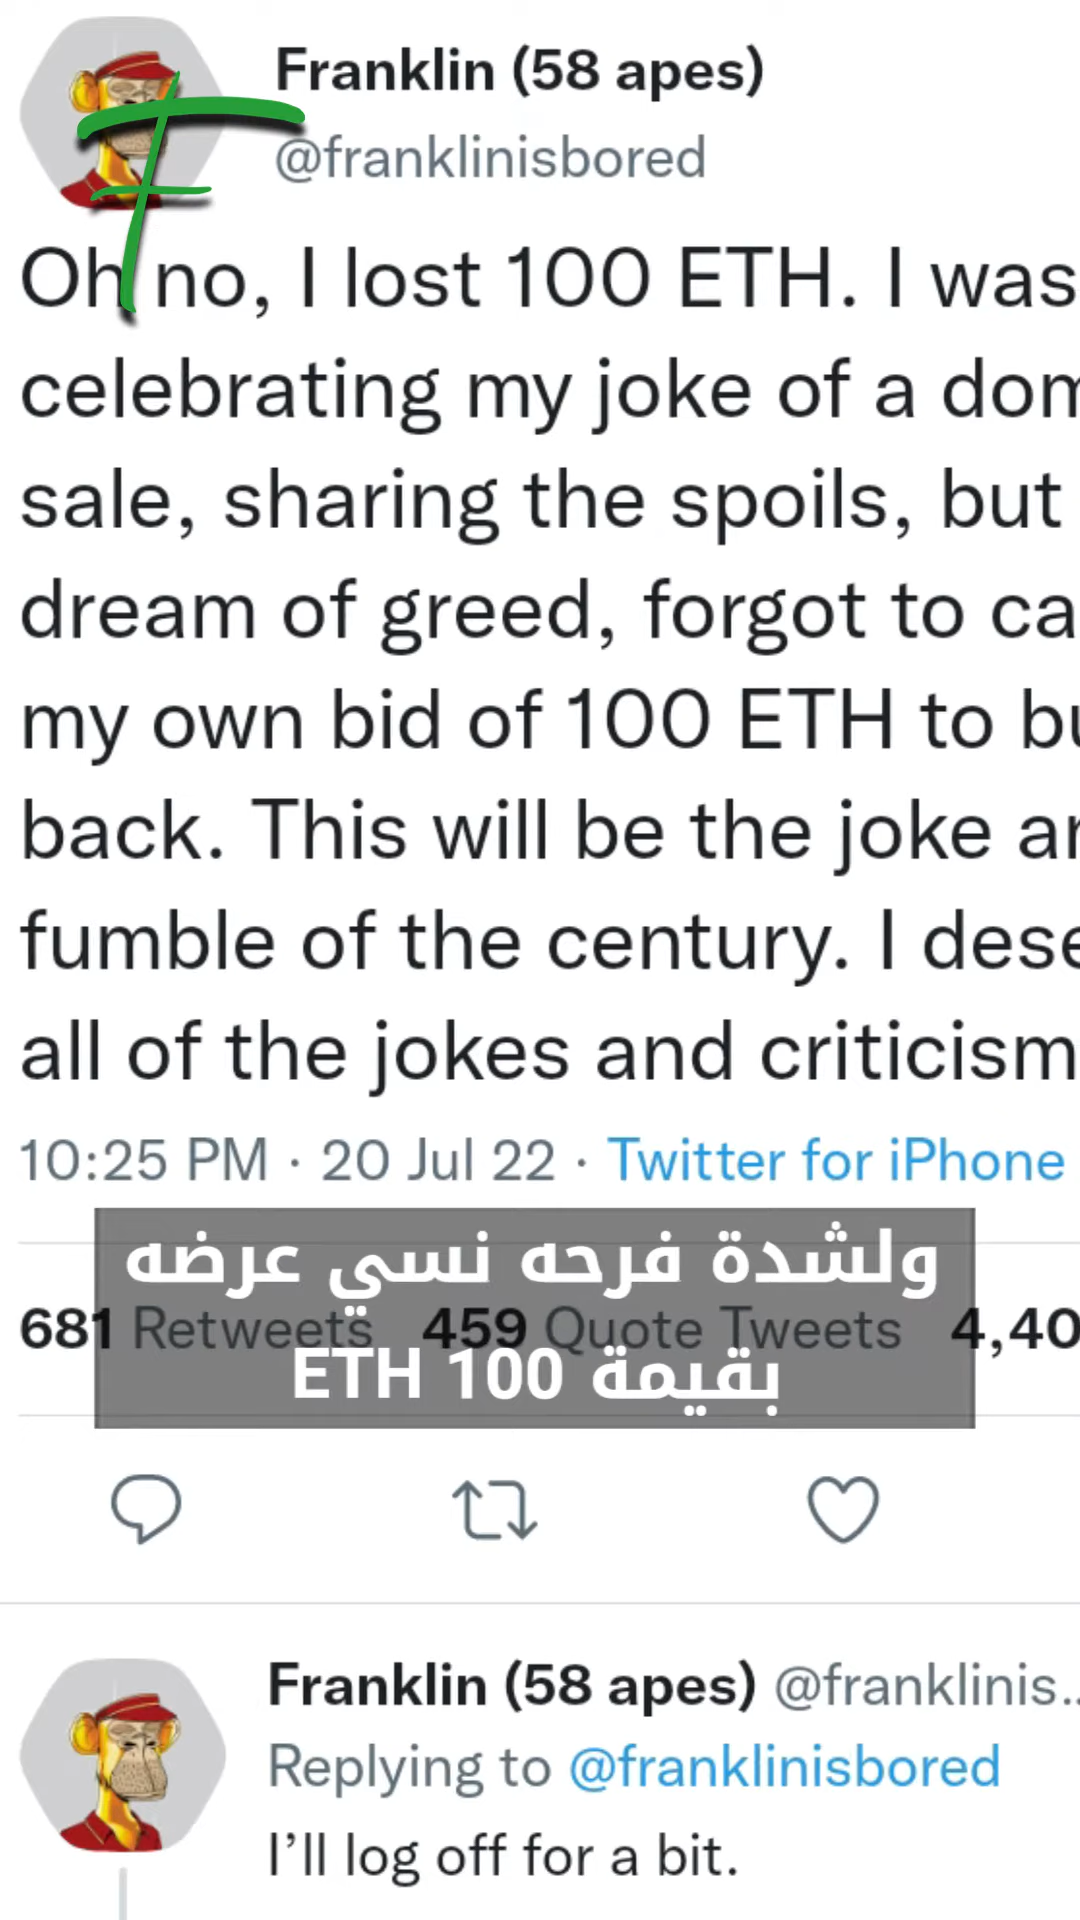 Franklin (58 apes)
@franklinisbored
Oh no, I lost 100 ETH. I was
celebrating my joke of a dom
sale, sharing the spoils, but
dream of greed, forgot to ca
my own bid of 100 ETH to bu
back. This will be the joke an
fumble of the century. I dese
all of the jokes and criticism
10:25 PM · 20 Jul 22 · Twitter for iPhone
ولشدة فرحه نسي عرضه
بقيمة 100 ETH
681 Retweets 459 Quote Tweets 4,40
Franklin (58 apes) @franklinis...
Replying to @franklinisbored
I’ll log off for a bit.